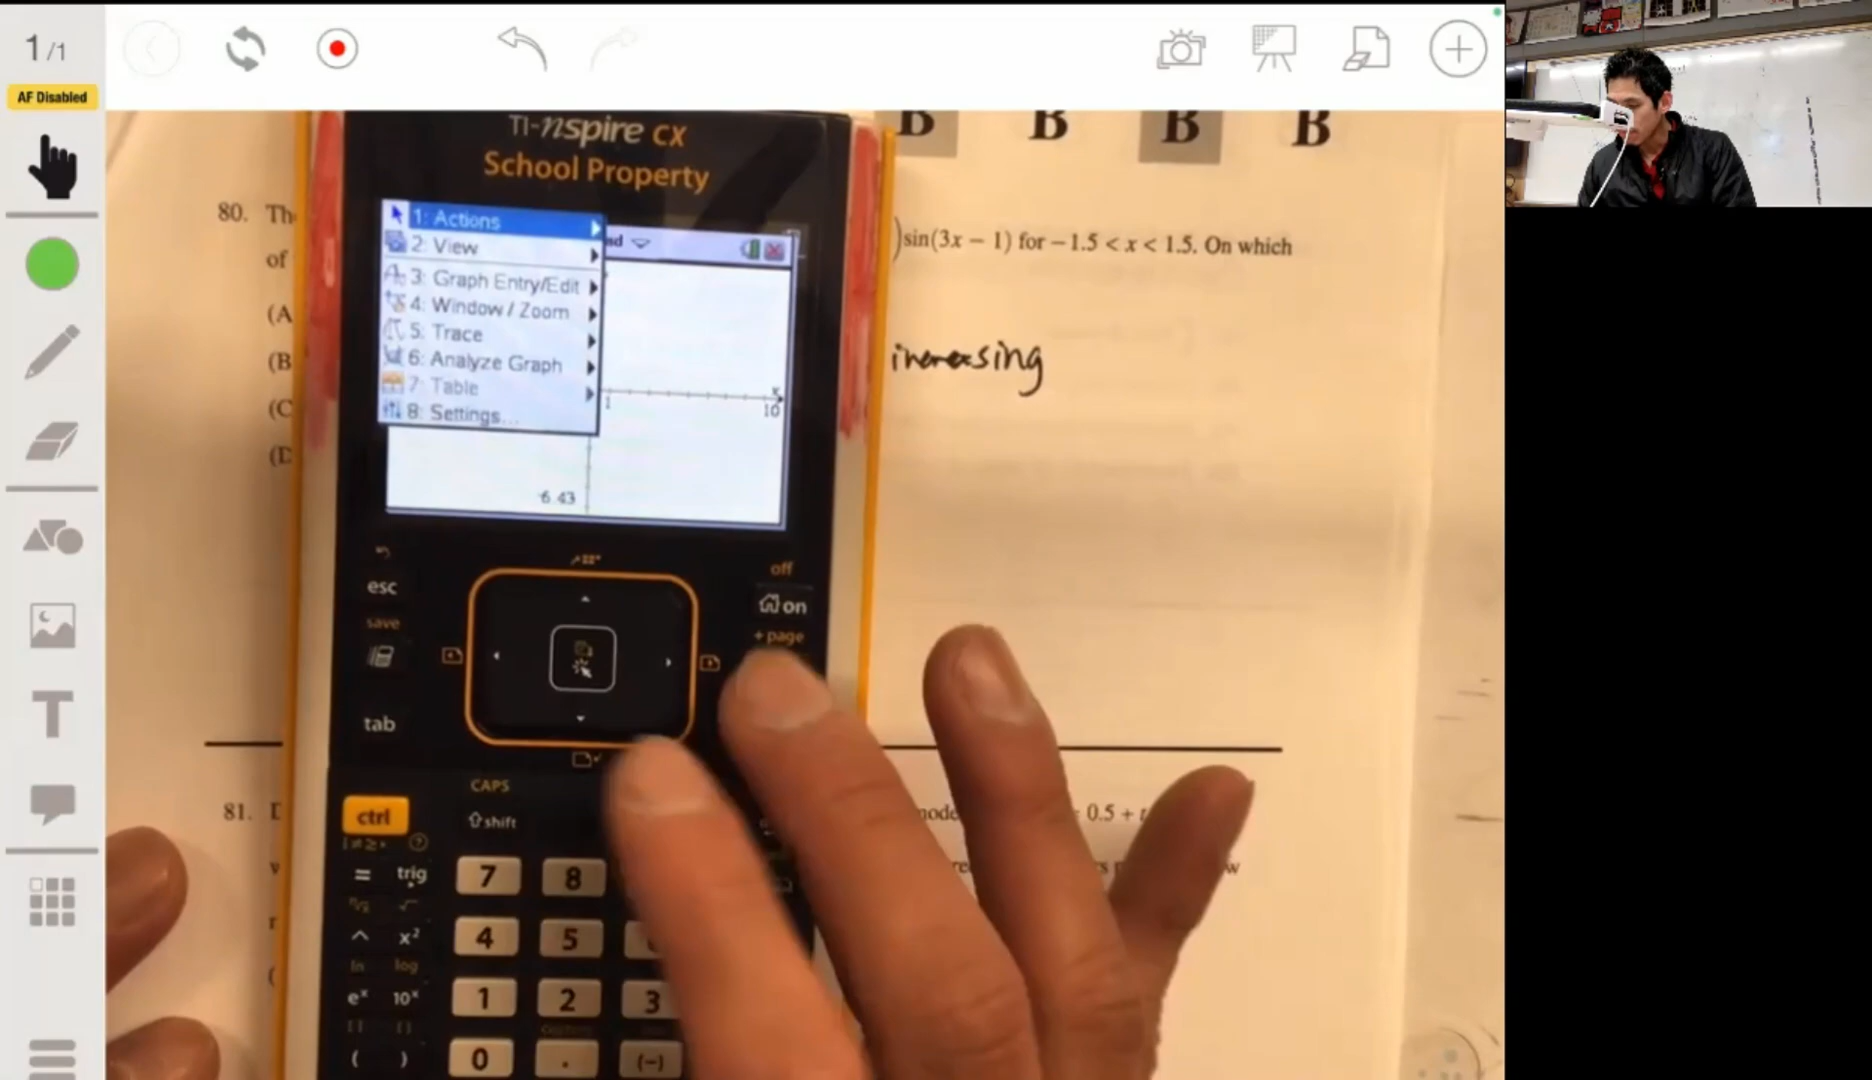 1/1
AF Disabled
TI-nspire CX
School Property
B B B B
80. Th
)sin(3x − 1) for −1.5 < x < 1.5. On which
of
(A
(B
(C
(D
increasing
1: Actions
2: View
3: Graph Entry/Edit
4: Window / Zoom
5: Trace
6: Analyze Graph
7: Table
8: Settings...
x
1
10
-6.43
esc
off
on
save
+ page
tab
CAPS
ctrl
shift
81.
0.5 + t
= trig 7 8
^ x² 4 5
ln log
eˣ 10ˣ 1 2 3
[ ] { }
( ) 0 . (−)
T